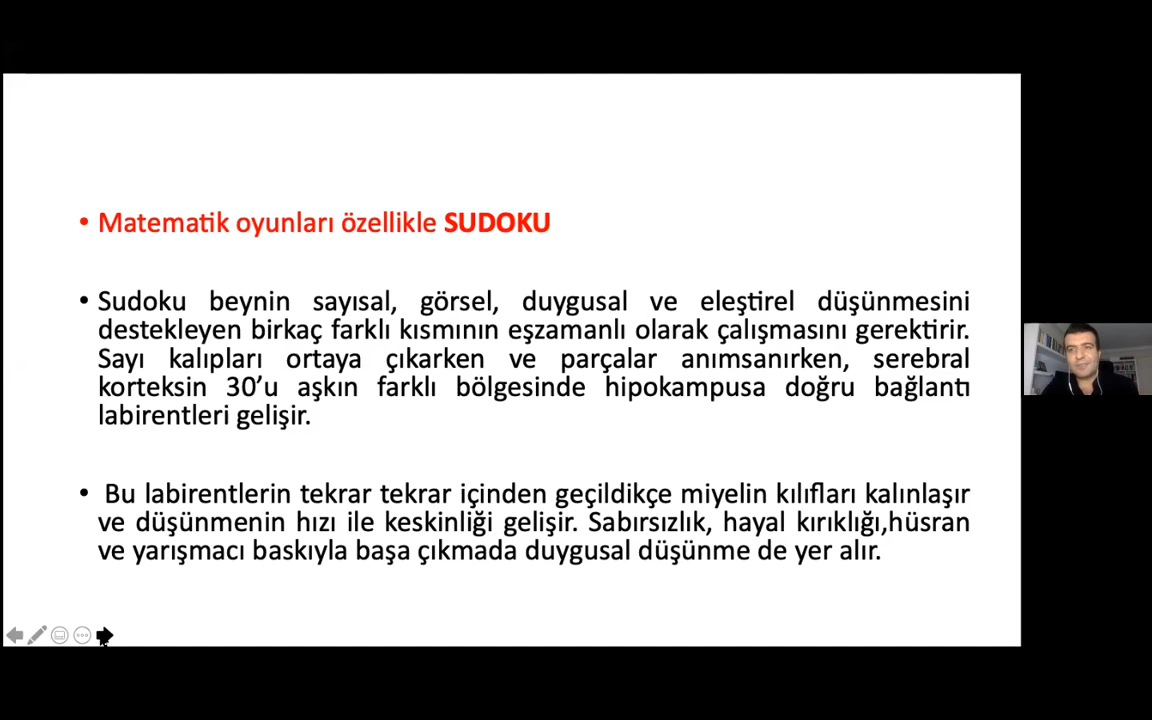 • Matematik oyunları özellikle SUDOKU
• Sudoku beynin sayısal, görsel, duygusal ve eleştirel düşünmesini
destekleyen birkaç farklı kısmının eşzamanlı olarak çalışmasını gerektirir.
Sayı kalıpları ortaya çıkarken ve parçalar anımsanırken, serebral
korteksin 30’u aşkın farklı bölgesinde hipokampusa doğru bağlantı
labirentleri gelişir.
• Bu labirentlerin tekrar tekrar içinden geçildikçe miyelin kılıfları kalınlaşır
ve düşünmenin hızı ile keskinliği gelişir. Sabırsızlık, hayal kırıklığı,hüsran
ve yarışmacı baskıyla başa çıkmada duygusal düşünme de yer alır.